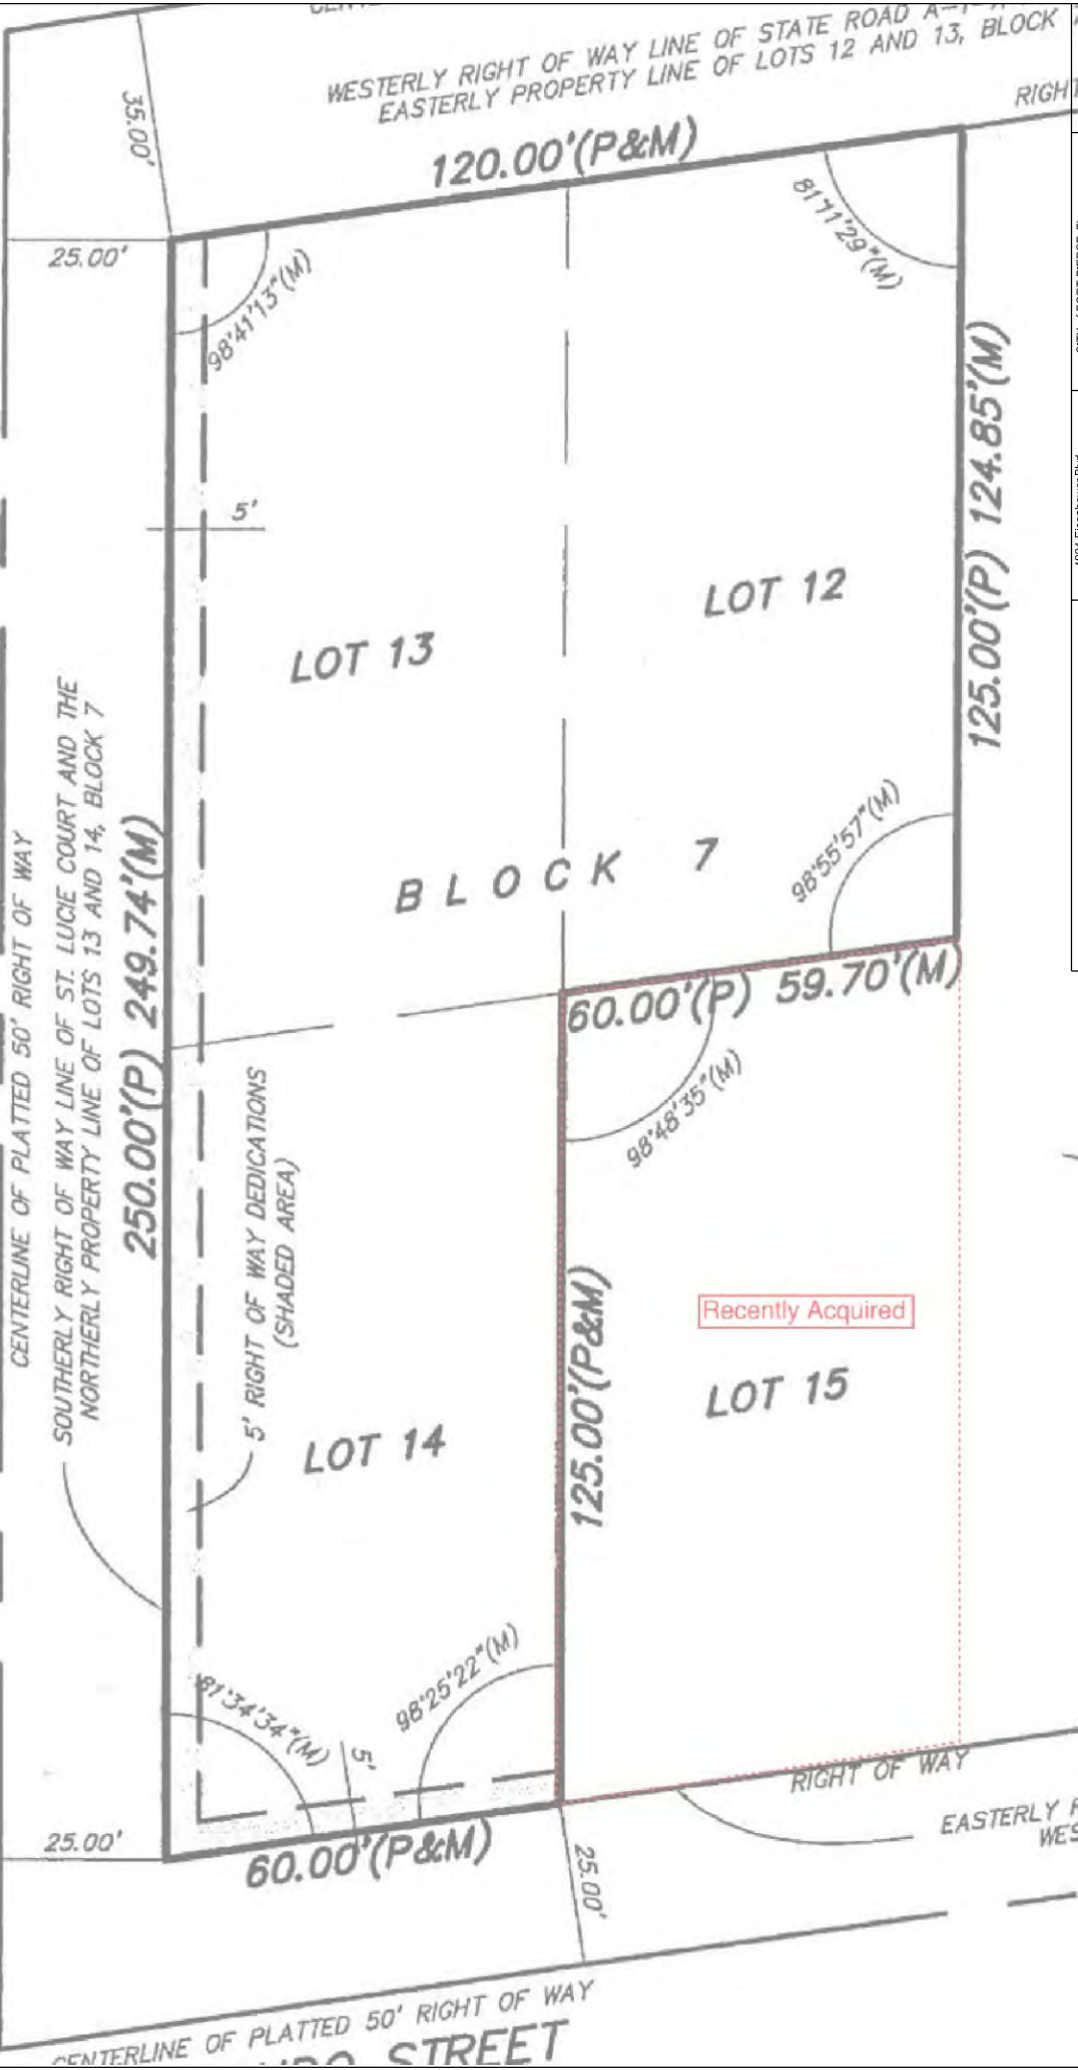 WESTERLY RIGHT OF WAY LINE OF STATE ROAD
EASTERLY PROPERTY LINE OF LOTS 12 AND 13, BLOCK
RIGHT
35.00'
120.00'(P&M)
25.00'
98°41'13"(M)
81°11'29"(M)
125.00'(P) 124.85'(M)
5'
LOT 13
LOT 12
BLOCK 7
98°55'57"(M)
60.00'(P) 59.70'(M)
98°48'35"(M)
CENTERLINE OF PLATTED 50' RIGHT OF WAY
SOUTHERLY RIGHT OF WAY LINE OF ST. LUCIE COURT AND THE
NORTHERLY PROPERTY LINE OF LOTS 13 AND 14, BLOCK 7
250.00'(P) 249.74'(M)
5' RIGHT OF WAY DEDICATIONS
(SHADED AREA)
125.00'(P&M)
Recently Acquired
LOT 15
LOT 14
81°34'34"(M)
98°25'22"(M)
5'
RIGHT OF WAY
EASTERLY
25.00'
60.00'(P&M)
25.00'
CENTERLINE OF PLATTED 50' RIGHT OF WAY
STREET